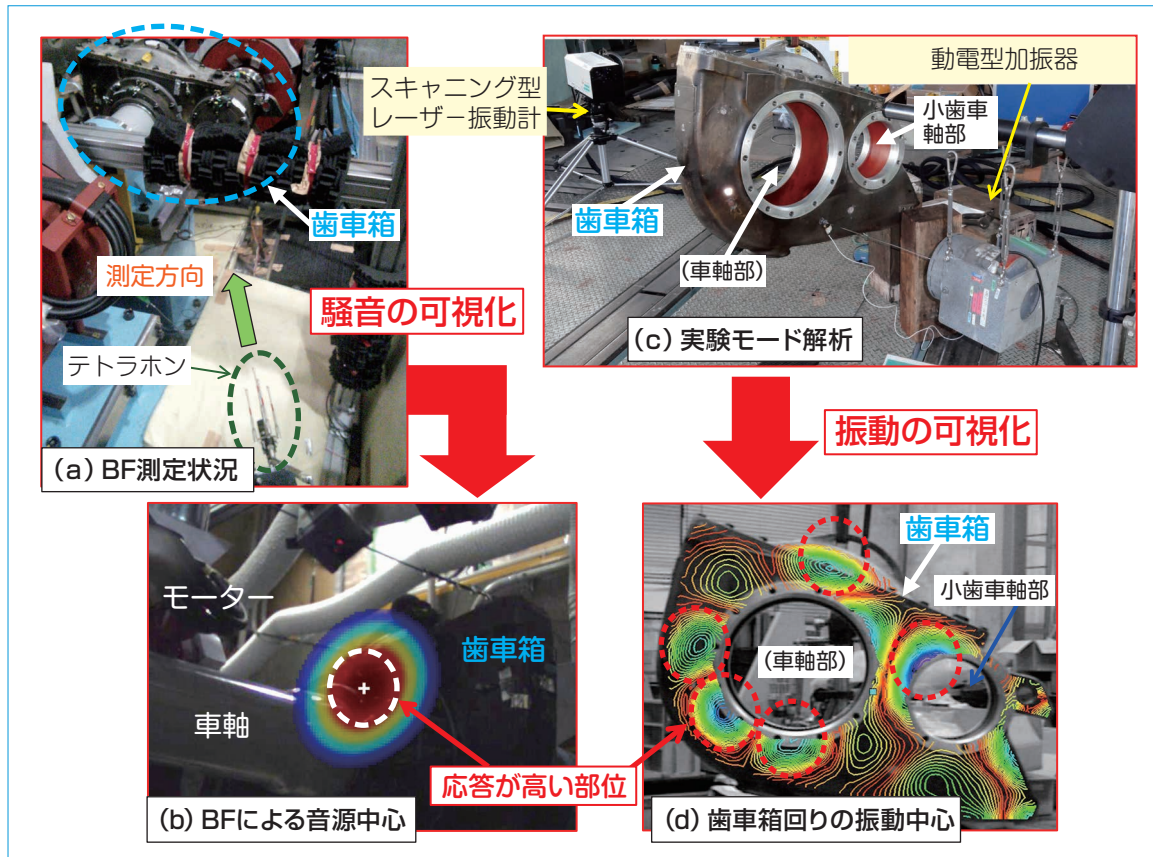 スキャニング型
レーザー振動計
歯車箱
測定方向
テトラホン
(a) BF測定状況
騒音の可視化
動電型加振器
小歯車
軸部
歯車箱
(車軸部)
(c) 実験モード解析
振動の可視化
モーター
歯車箱
車軸
応答が高い部位
(b) BFによる音源中心
歯車箱
小歯車軸部
(車軸部)
(d) 歯車箱回りの振動中心